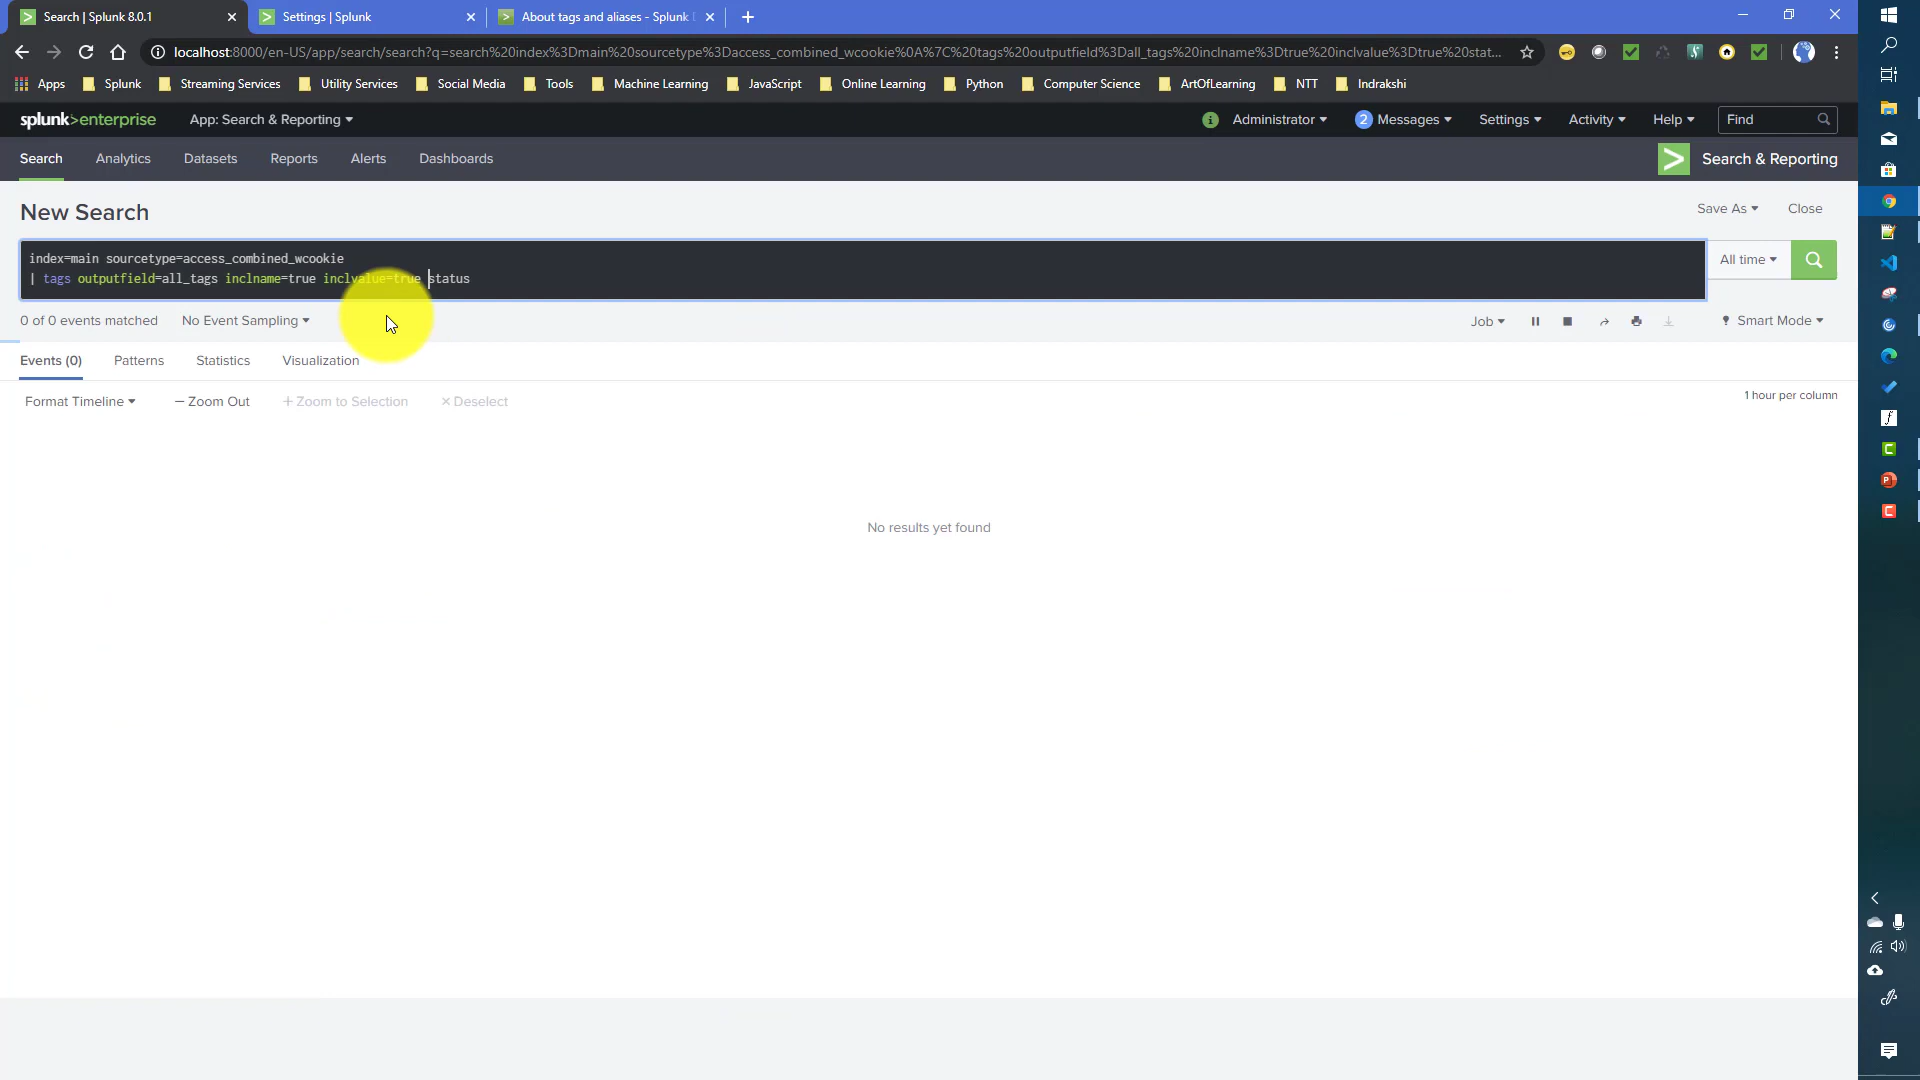 Search | Splunk 8.0.1
Settings | Splunk
About tags and aliases - Splunk
localhost:8000/en-US/app/search/search?q=search%20index%3Dmain%20sourcetype%3Daccess_combined_wcookie%0A%7C%20tags%20outputfield%3Dall_tags%20inclname%3Dtrue%20inclvalue%3Dtrue%20stat...
Apps Splunk Streaming Services Utility Services Social Media Tools Machine Learning JavaScript Online Learning Python Computer Science ArtOfLearning NTT Indrakshi
splunk>enterprise App: Search & Reporting Administrator 2 Messages Settings Activity Help Find
Search Analytics Datasets Reports Alerts Dashboards Search & Reporting
New Search Save As Close
index=main sourcetype=access_combined_wcookie
| tags outputfield=all_tags inclname=true inclvalue=true status
All time
0 of 0 events matched No Event Sampling Job Smart Mode
Events (0) Patterns Statistics Visualization
Format Timeline — Zoom Out + Zoom to Selection × Deselect 1 hour per column
No results yet found